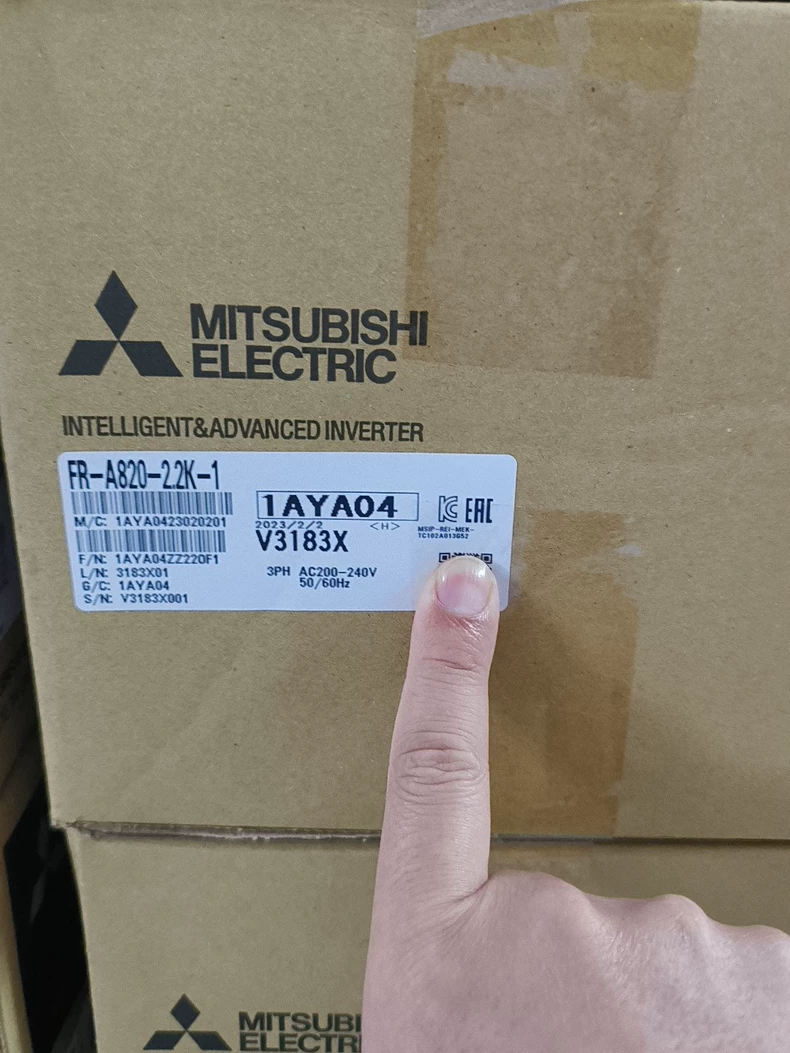 MITSUBISHI
ELECTRIC
INTELLIGENT&ADVANCED INVERTER
FR-A820-2.2K-1
M/C: 1AYA0423020201
F/N: 1AYA04ZZ220F1
L/N: 3183X01
G/C: 1AYA04
S/N: V3183X001
1AYA04
2023/2/2 <H>
V3183X
3PH AC200-240V
50/60Hz
EAC
MSIP-REI-MEK-
TC102A013G52
MITSUBI
ELECTR